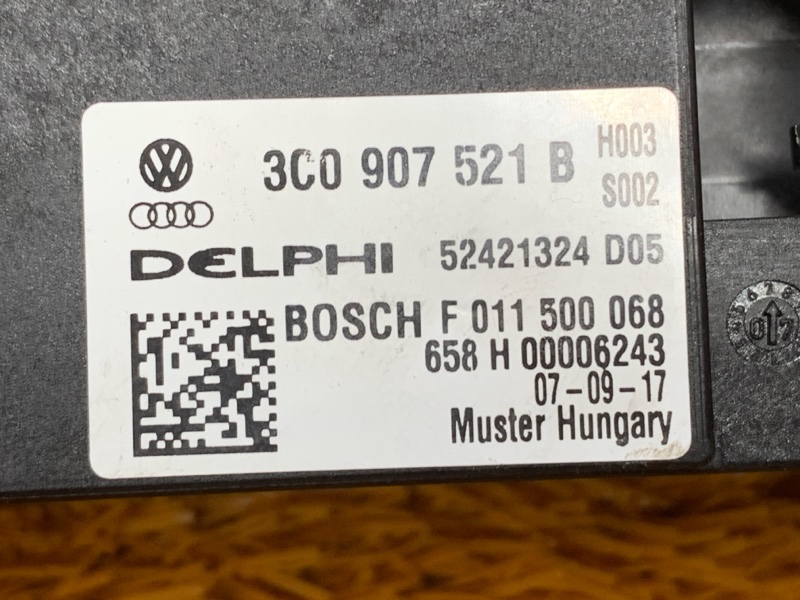 3C0 907 521 B H003
S002
DELPHI 52421324 D05
BOSCH F 011 500 068
658 H 00006243
07-09-17
Muster Hungary